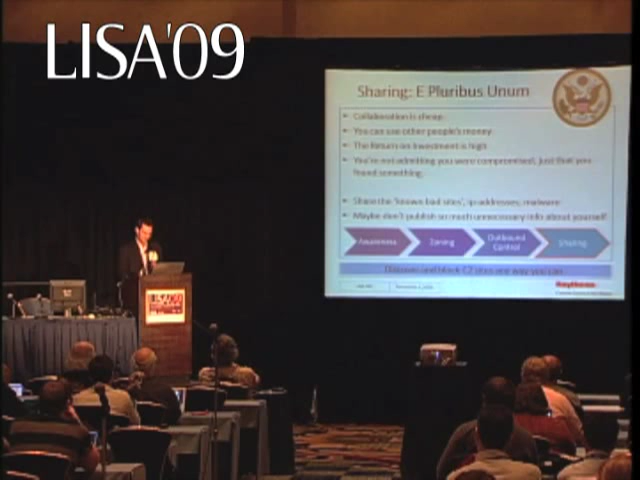 LISA'09
Sharing: E Pluribus Unum
Collaboration is cheap
You can use other people's money
The Return on Investment is high
You're not admitting you were compromised, just that you
found something.
Share the 'known bad sites', ip addresses, malware
Maybe don't publish so much unnecessary info about yourself
Awareness
Zoning
Outbound
Control
Sharing
Discover and block C2 sites any way you can
Raytheon
LISA'09